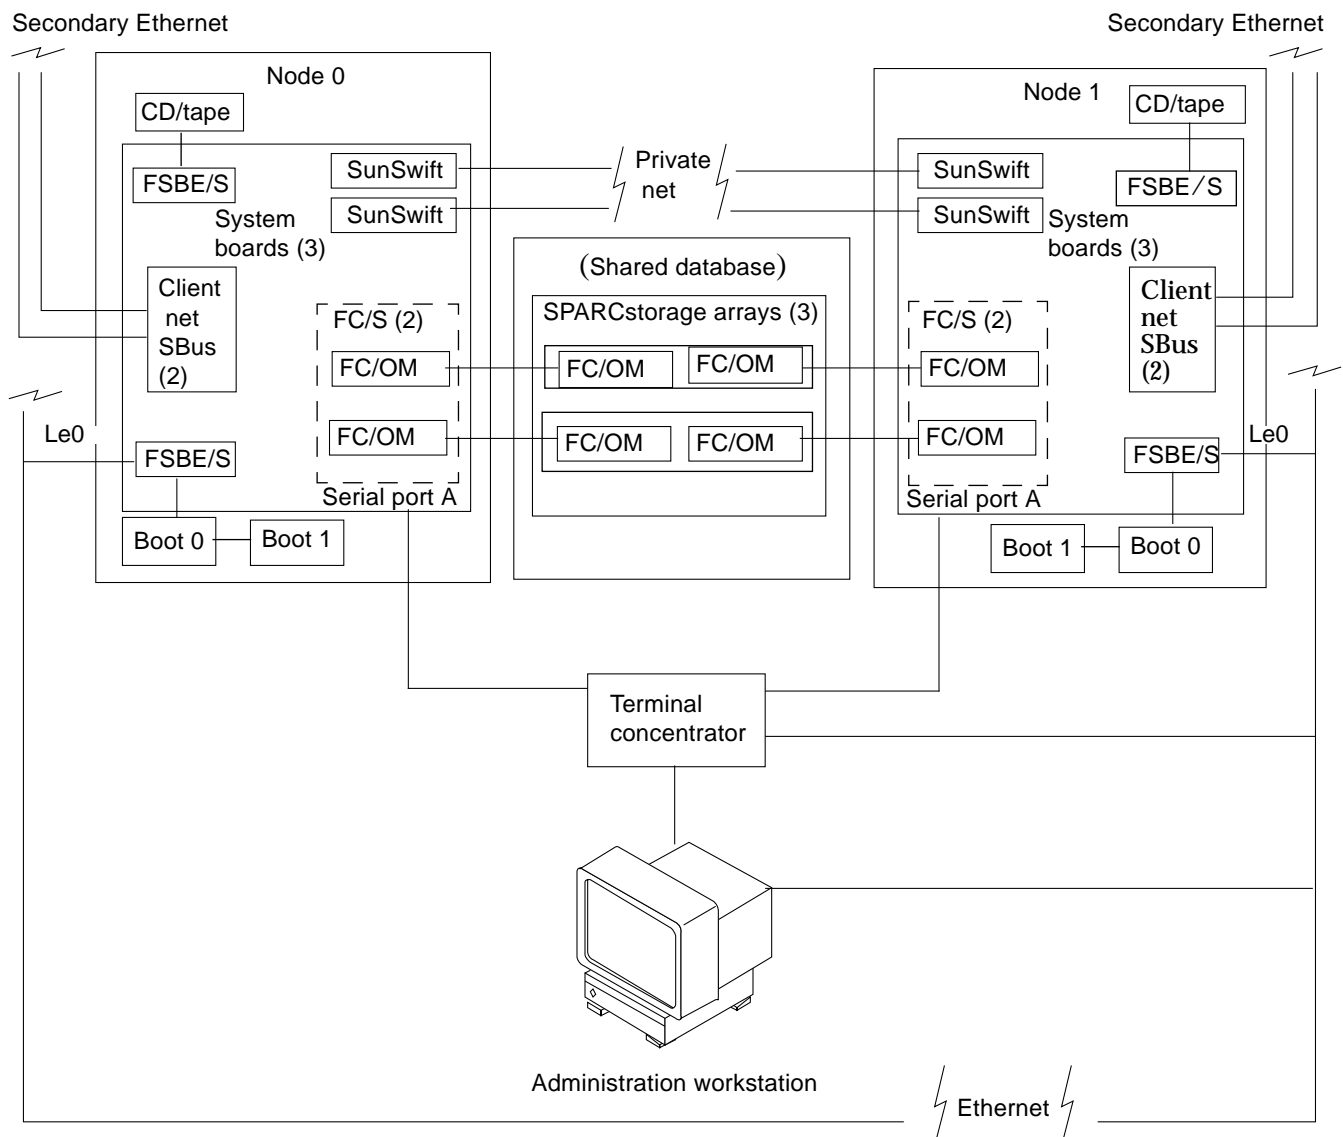 Secondary Ethernet
Secondary Ethernet
Node 0
CD/tape
FSBE/S
SunSwift
SunSwift
System
boards (3)
Client
net
SBus
(2)
FC/S (2)
FC/OM
FC/OM
Le0
FSBE/S
Serial port A
Boot 0
Boot 1
Private
net
(Shared database)
SPARCstorage arrays (3)
FC/OM
FC/OM
FC/OM
FC/OM
Node 1
CD/tape
SunSwift
SunSwift
FSBE/S
System
boards (3)
Client
net
SBus
(2)
FC/S (2)
FC/OM
FC/OM
Le0
FSBE/S
Serial port A
Boot 1
Boot 0
Terminal
concentrator
Administration workstation
Ethernet